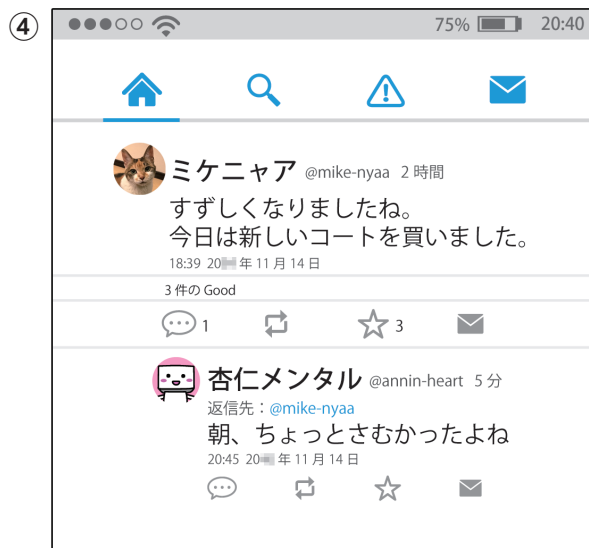 ④
75% 20:40
ミケニャア @mike-nyaa 2 時間
すずしくなりましたね。
今日は新しいコートを買いました。
18:39 20 年 11 月 14 日
3 件の Good
1 3
杏仁メンタル @annin-heart 5 分
返信先：@mike-nyaa
朝、ちょっとさむかったよね
20:45 20 年 11 月 14 日